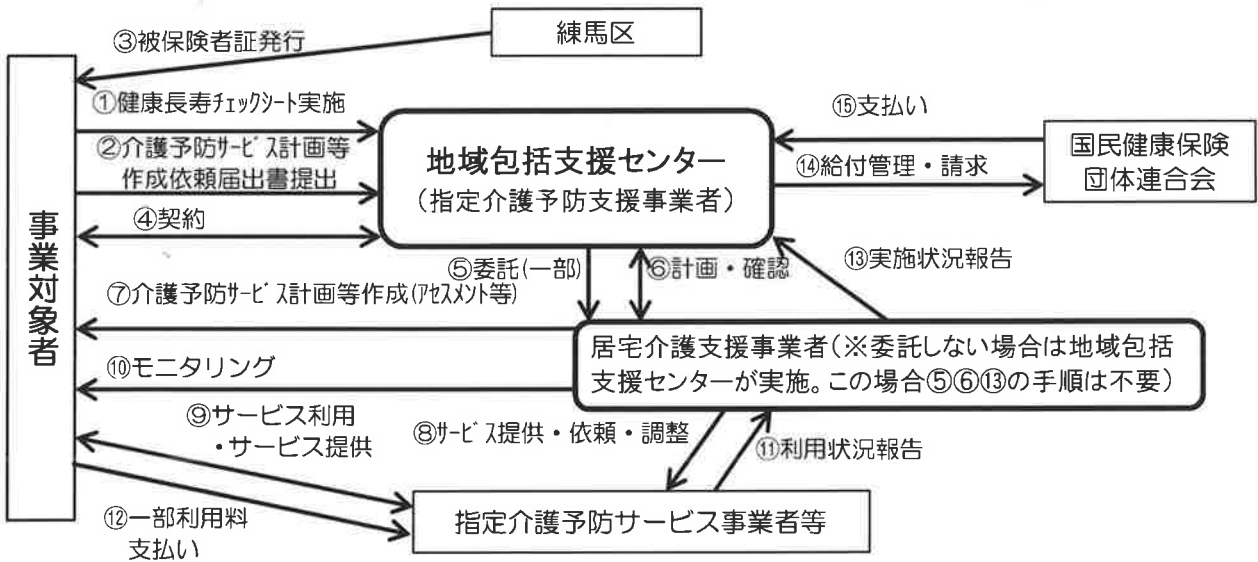 練馬区
③被保険者証発行
①健康長寿チェックシート実施
②介護予防サービス計画等
作成依頼届出書提出
④契約
事業対象者
地域包括支援センター
（指定介護予防支援事業者）
⑮支払い
⑭給付管理・請求
国民健康保険
団体連合会
⑤委託(一部)
⑥計画・確認
⑬実施状況報告
⑦介護予防サービス計画等作成(アセスメント等)
居宅介護支援事業者（※委託しない場合は地域包括
支援センターが実施。この場合⑤⑥⑬の手順は不要）
⑩モニタリング
⑨サービス利用
・サービス提供
⑧サービス提供・依頼・調整
⑪利用状況報告
⑫一部利用料
支払い
指定介護予防サービス事業者等